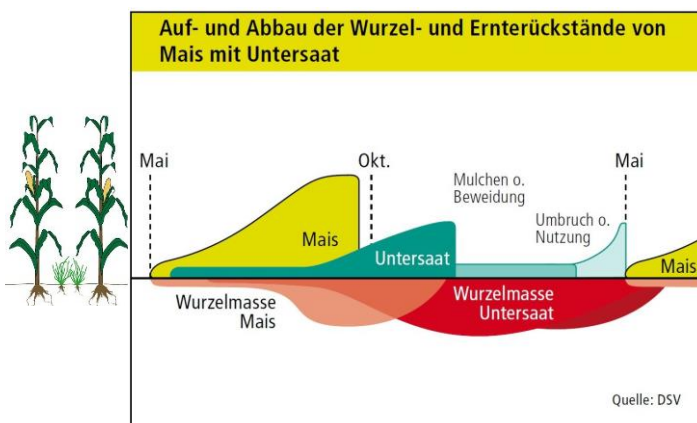 Auf- und Abbau der Wurzel- und Ernterückstände von
Mais mit Untersaat
Mai
Okt.
Mai
Mulchen o.
Beweidung
Umbruch o.
Nutzung
Mais
Untersaat
Mais
Wurzelmasse
Mais
Wurzelmasse
Untersaat
Quelle: DSV